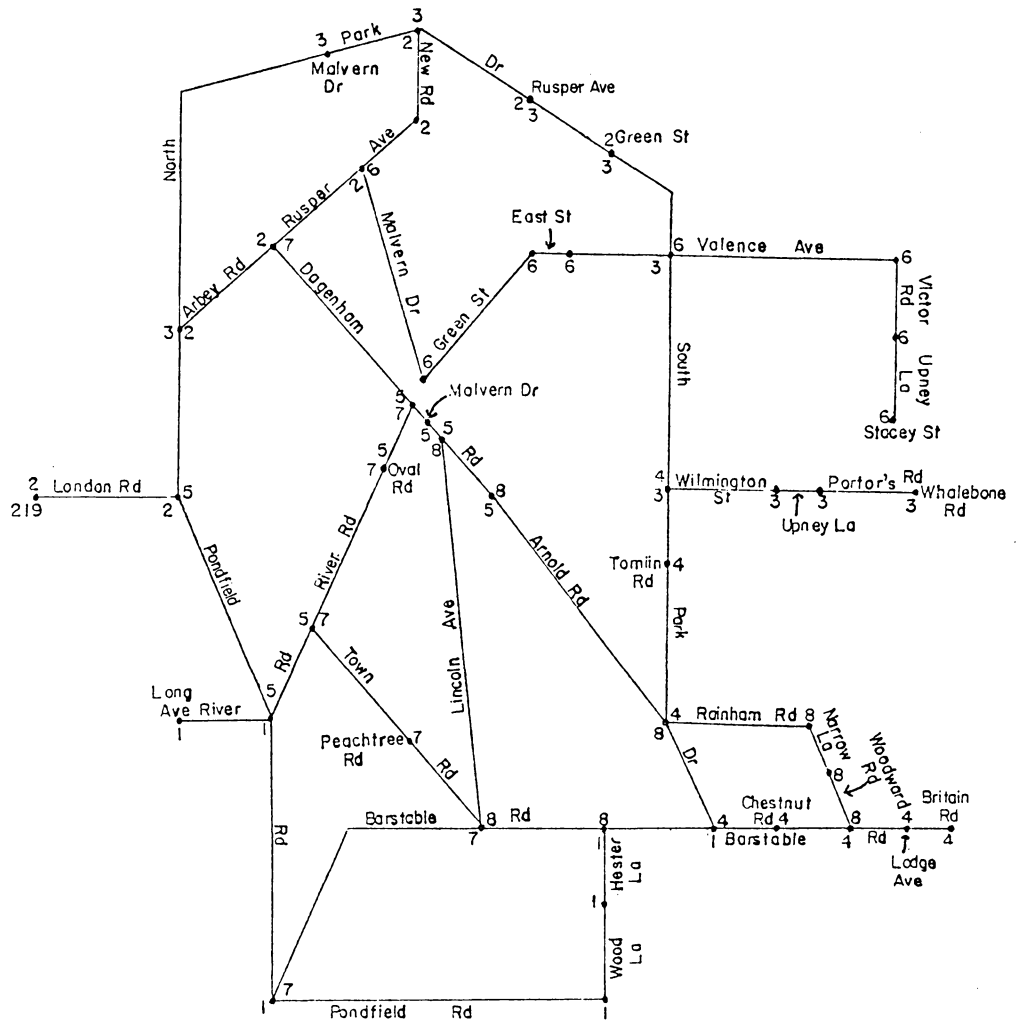 3
3 Park
2
Malvern
Dr
New Rd
Dr
Rusper Ave
2
3
2
2 Green St
3
North
Ave
2 6
Rusper
East St
2
7
Malvern Dr
6 Valence Ave
6
6 6
3
Arbey Rd
Dagenham
Green St
Victor
Rd
3 2
6
South
6
Upney
La
Malvern Dr
5
7
5 5
8
6
Stacey St
5
7 Oval
Rd
Rd
8
5
2 London Rd
219
5
2
4 Wilmington Portor's Rd
3 St 3 3 3 Whalebone
Rd
Upney La
Pondfield
River Rd
Arnold Rd
Tomiin 4
Rd
5 7
Ave
Park
Rd
Town
Lincoln
Long
Ave River
5
1
1
4 Rainham Rd 8
8
Narrow
La
Peachtree 7
Rd
Rd
Dr
8
Woodward
Rd
Barstable 8 Rd
7
8
1
4
1
Chestnut
Rd 4
Barstable
8
4
Rd
4
Britain
Rd
4
Lodge
Ave
Rd
Hester
La
1
Wood
La
7
1
Pondfield Rd
1